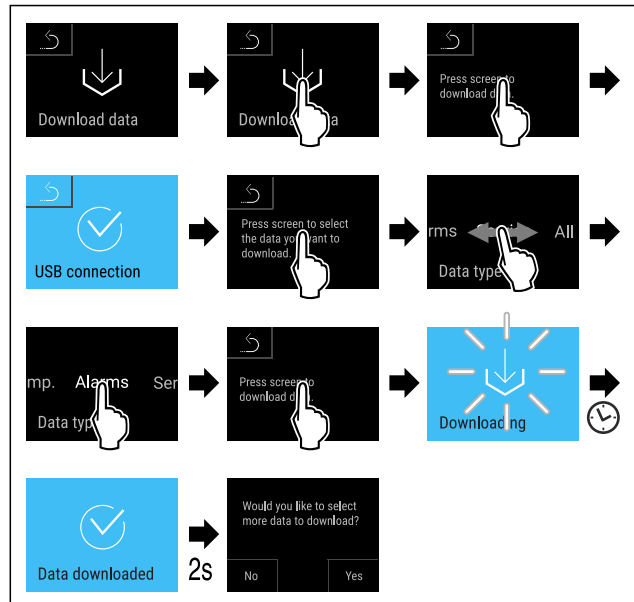 Download data
Download
a
Press screen to
download d
.
USB connection
Press screen to select
the data you want to
download.
rms
All
Data type
mp. Alarms Ser
Data typ
Press screen to
download d
.
Downloading
Data downloaded
2s
Would you like to select
more data to download?
No Yes